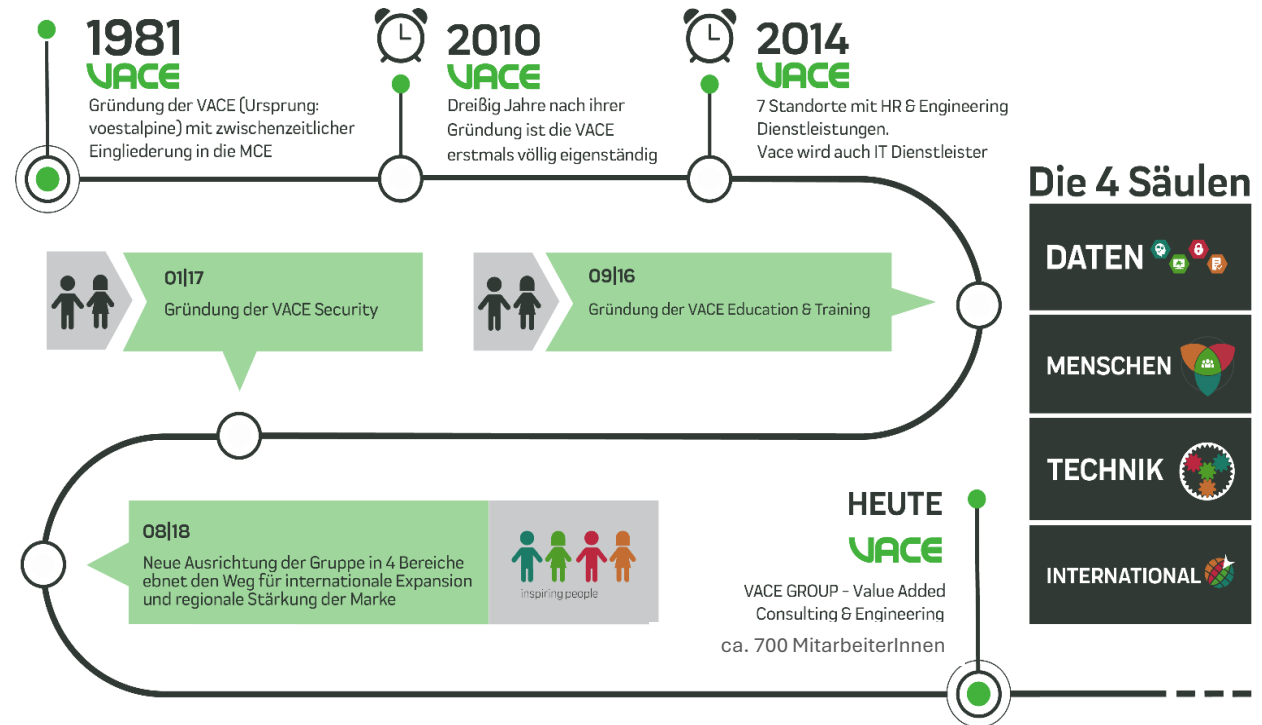 1981
VACE
Gründung der VACE (Ursprung:
voestalpine) mit zwischenzeitlicher
Eingliederung in die MCE
2010
VACE
Dreißig Jahre nach ihrer
Gründung ist die VACE
erstmals völlig eigenständig
2014
VACE
7 Standorte mit HR & Engineering
Dienstleistungen.
Vace wird auch IT Dienstleister
09|16
Gründung der VACE Education & Training
01|17
Gründung der VACE Security
08|18
Neue Ausrichtung der Gruppe in 4 Bereiche
ebnet den Weg für internationale Expansion
und regionale Stärkung der Marke
inspiring people
HEUTE
VACE
VACE GROUP - Value Added
Consulting & Engineering
ca. 700 MitarbeiterInnen
Die 4 Säulen
DATEN
MENSCHEN
TECHNIK
INTERNATIONAL